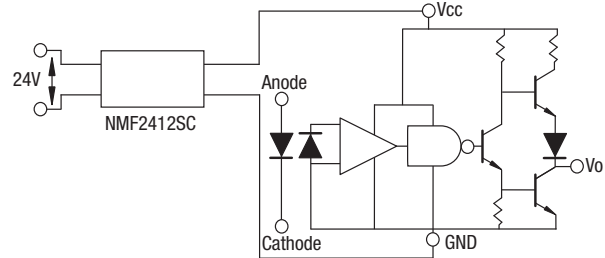 Vcc
24V
Anode
NMF2412SC
Vo
Cathode
GND